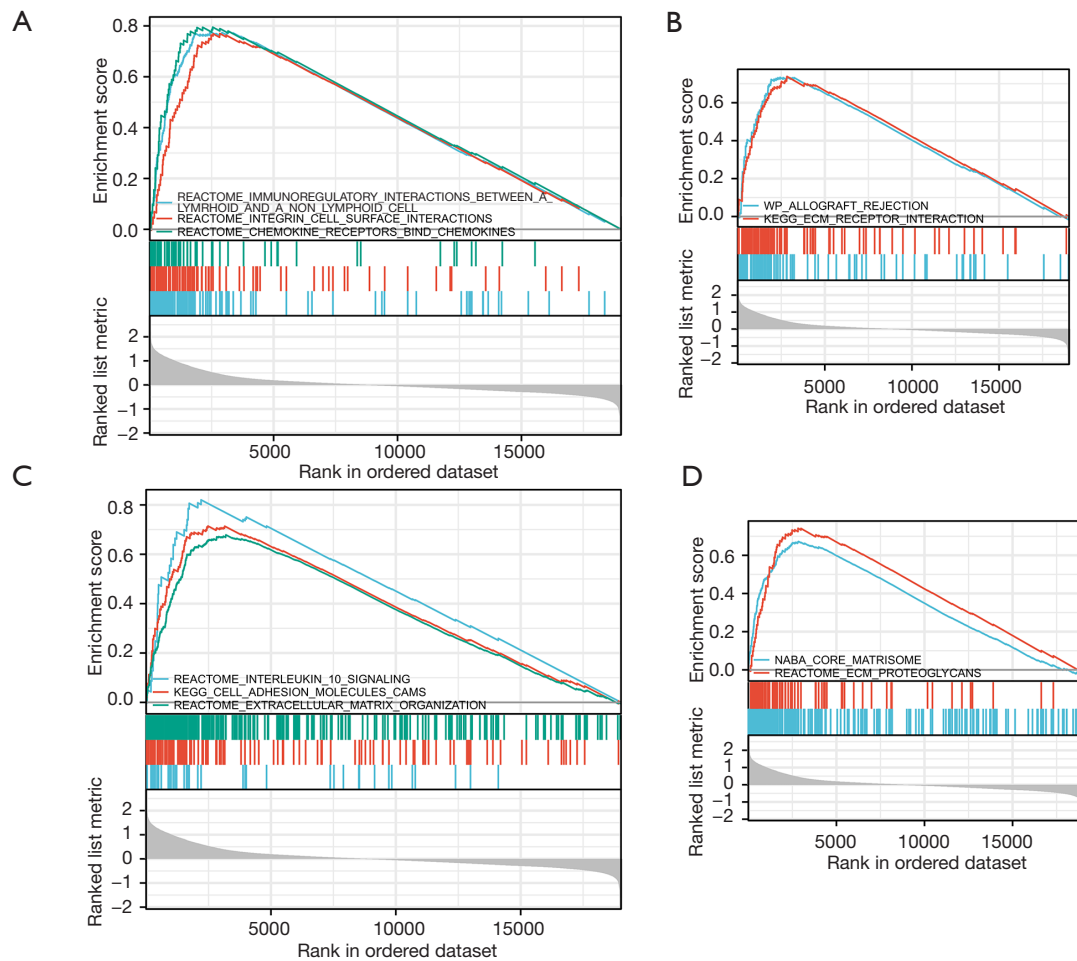 A
Enrichment score
0.8
0.6
0.4
0.2
0.0
REACTOME_IMMUNOREGULATORY_INTERACTIONS_BETWEEN_A_
LYMRHOID_AND_A_NON_LYMPHOID_CELL
REACTOME_INTEGRIN_CELL_SURFACE_INTERACTIONS
REACTOME_CHEMOKINE_RECEPTORS_BIND_CHEMOKINES
Ranked list metric
2
1
0
−1
−2
5000 10000 15000
Rank in ordered dataset
B
Enrichment score
0.6
0.4
0.2
0.0
WP_ALLOGRAFT_REJECTION
KEGG_ECM_RECEPTOR_INTERACTION
Ranked list metric
2
1
0
−1
−2
5000 10000 15000
Rank in ordered dataset
C
Enrichment score
0.8
0.6
0.4
0.2
0.0
REACTOME_INTERLEUKIN_10_SIGNALING
KEGG_CELL_ADHESION_MOLECULES_CAMS
REACTOME_EXTRACELLULAR_MATRIX_ORGANIZATION
Ranked list metric
2
1
0
−1
−2
5000 10000 15000
Rank in ordered dataset
D
Enrichment score
0.6
0.4
0.2
0.0
NABA_CORE_MATRISOME
REACTOME_ECM_PROTEOGLYCANS
Ranked list metric
2
1
0
−1
−2
5000 10000 15000
Rank in ordered dataset